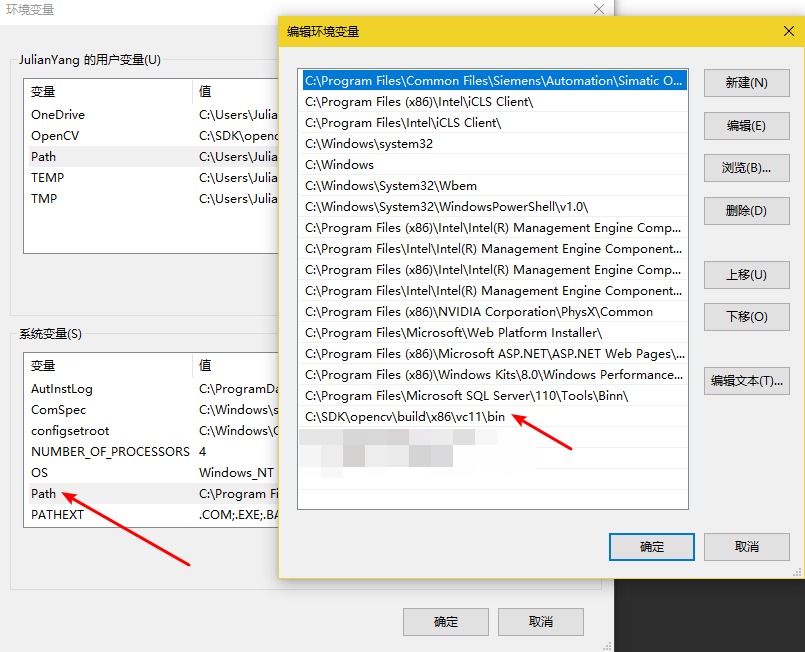 环境变量
JulianYang 的用户变量(U)
变量 值
OneDrive C:\Users\Julia
OpenCV C:\SDK\openc
Path C:\Users\Julia
TEMP C:\Users\Julia
TMP C:\Users\Julia
系统变量(S)
变量 值
AutInstLog C:\ProgramDa
ComSpec C:\Windows\s
configsetroot C:\Windows\C
NUMBER_OF_PROCESSORS 4
OS Windows_NT
Path C:\Program Fi
PATHEXT .COM;.EXE;.BA
确定
取消
编辑环境变量
C:\Program Files\Common Files\Siemens\Automation\Simatic O...
C:\Program Files (x86)\Intel\iCLS Client\
C:\Program Files\Intel\iCLS Client\
C:\Windows\system32
C:\Windows
C:\Windows\System32\Wbem
C:\Windows\System32\WindowsPowerShell\v1.0\
C:\Program Files (x86)\Intel\Intel(R) Management Engine Comp...
C:\Program Files\Intel\Intel(R) Management Engine Component...
C:\Program Files (x86)\Intel\Intel(R) Management Engine Comp...
C:\Program Files\Intel\Intel(R) Management Engine Component...
C:\Program Files (x86)\NVIDIA Corporation\PhysX\Common
C:\Program Files\Microsoft\Web Platform Installer\
C:\Program Files (x86)\Microsoft ASP.NET\ASP.NET Web Pages\...
C:\Program Files (x86)\Windows Kits\8.0\Windows Performance...
C:\Program Files\Microsoft SQL Server\110\Tools\Binn\
C:\SDK\opencv\build\x86\vc11\bin
新建(N)
编辑(E)
浏览(B)...
删除(D)
上移(U)
下移(O)
编辑文本(T)...
确定
取消